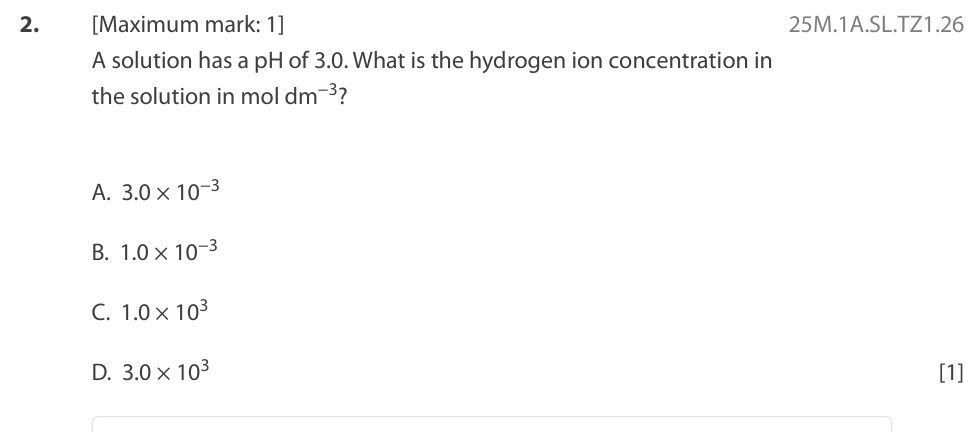 2. [Maximum mark: 1] 25M.1A.SL.TZ1.26
A solution has a pH of 3.0. What is the hydrogen ion concentration in
the solution in mol dm⁻³?
A. 3.0 × 10⁻³
B. 1.0 × 10⁻³
C. 1.0 × 10³
D. 3.0 × 10³ [1]